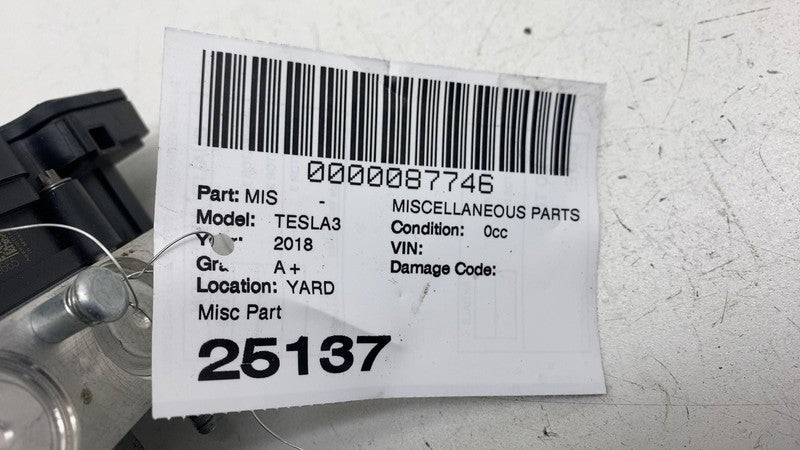 0000087746
Part: MIS - MISCELLANEOUS PARTS
Model: TESLA3 Condition: 0cc
2018 VIN:
A+ Damage Code:
Location: YARD
Misc Part
25137